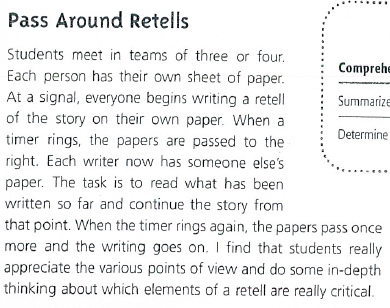 Pass Around Retells
Students meet in teams of three or four.
Each person has their own sheet of paper.
At a signal, everyone begins writing a retell
of the story on their own paper. When a
timer rings, the papers are passed to the
right. Each writer now has someone else's
paper. The task is to read what has been
written so far and continue the story from
that point. When the timer rings again, the papers pass once
more and the writing goes on. I find that students really
appreciate the various points of view and do some in-depth
thinking about which elements of a retell are really critical.
Summarize
Determine